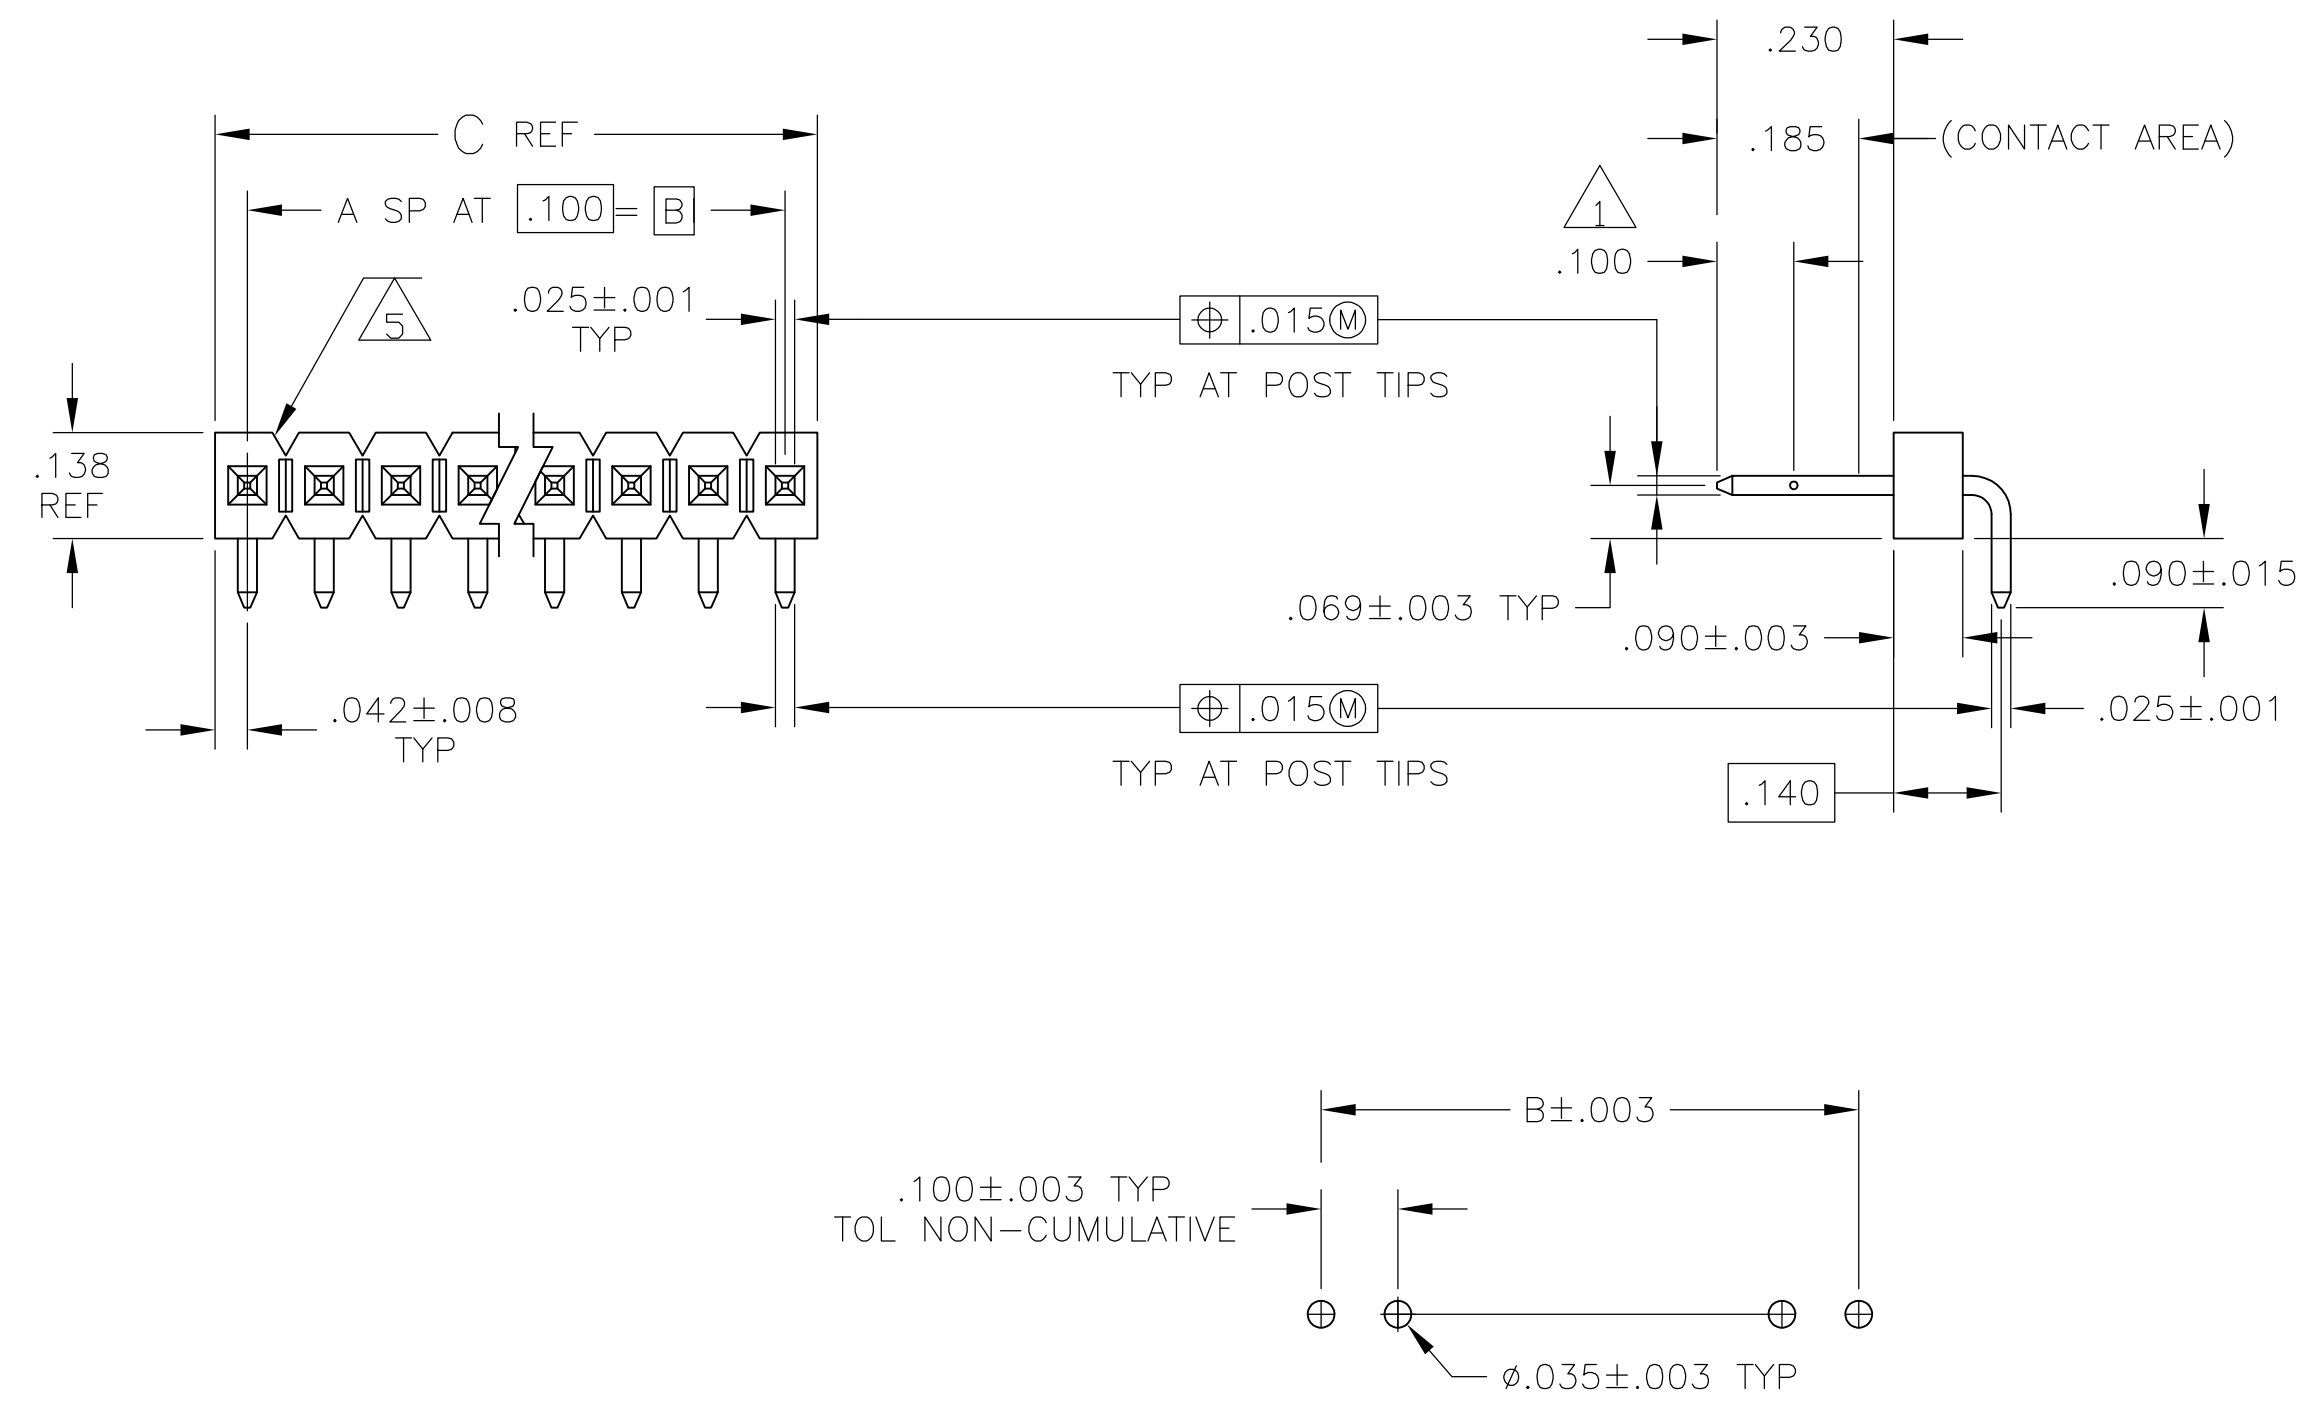 .230
C REF
.185 (CONTACT AREA)
A SP AT .100 = B
1
.100
5
.025±.001
TYP
⌖ .015Ⓜ
TYP AT POST TIPS
.138
REF
.090±.015
.069±.003 TYP
.090±.003
.042±.008
TYP
⌖ .015Ⓜ
TYP AT POST TIPS
.025±.001
.140
B±.003
.100±.003 TYP
TOL NON-CUMULATIVE
⌀.035±.003 TYP